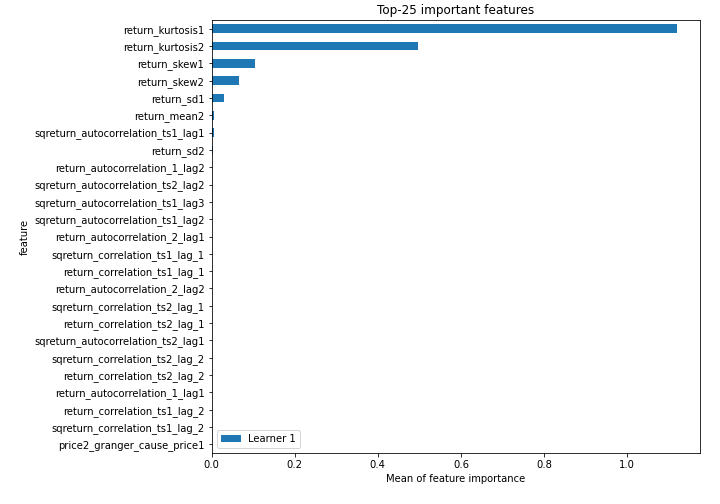 Top-25 important features
return_kurtosis1
return_kurtosis2
return_skew1
return_skew2
return_sd1
return_mean2
sqreturn_autocorrelation_ts1_lag1
return_sd2
return_autocorrelation_1_lag2
sqreturn_autocorrelation_ts2_lag2
sqreturn_autocorrelation_ts1_lag3
sqreturn_autocorrelation_ts1_lag2
return_autocorrelation_2_lag1
sqreturn_correlation_ts1_lag_1
return_correlation_ts1_lag_1
return_autocorrelation_2_lag2
sqreturn_correlation_ts2_lag_1
return_correlation_ts2_lag_1
sqreturn_autocorrelation_ts2_lag1
sqreturn_correlation_ts2_lag_2
return_correlation_ts2_lag_2
return_autocorrelation_1_lag1
return_correlation_ts1_lag_2
sqreturn_correlation_ts1_lag_2
price2_granger_cause_price1
feature
Learner 1
0.0 0.2 0.4 0.6 0.8 1.0
Mean of feature importance